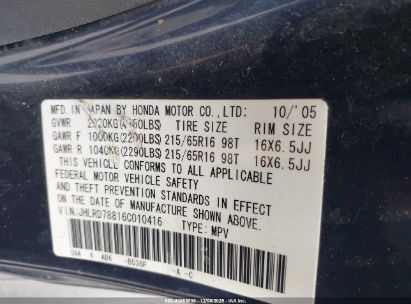 MFD. IN JAPAN BY HONDA MOTOR CO., LTD: 10/'05
GVWR (LBS) TIRE SIZE RIM SIZE
GAWR F 1000KG(2200LBS) 215/65R16 98T 16X6.5JJ
GAWR R 1040KG(2290LBS) 215/65R16 98T 16X6.5JJ
THIS VEHICLE CONFORMS TO ALL APPLICABLE
FEDERAL MOTOR VEHICLE SAFETY
AND THEFT PREVENTION STANDARDS IN EFFECT
ON THE DATE OF MANUFACTURE SHOWN ABOVE.
V.I.N.: JHLRD78816C010416 TYPE: MPV